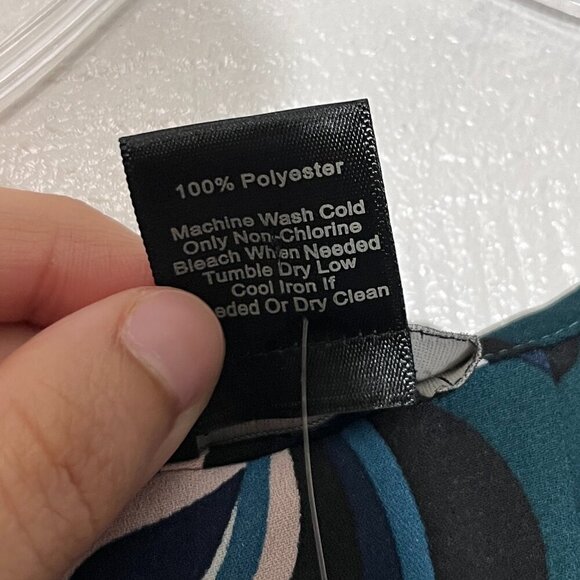 100% Polyester
Machine Wash Cold
Only Non-Chlorine
Bleach When Needed
Tumble Dry Low
Cool Iron If
eded Or Dry Clean